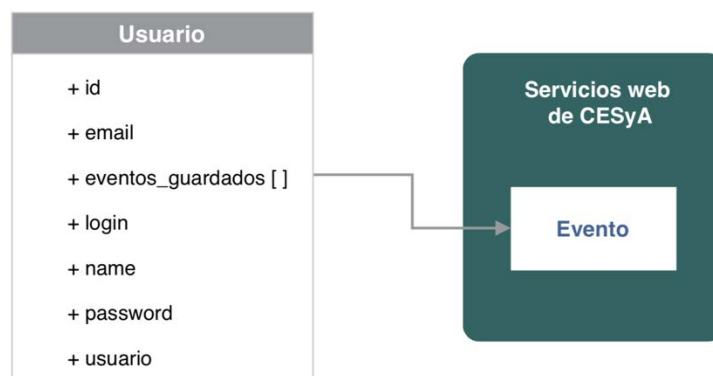 Usuario
+ id
+ email
+ eventos_guardados [ ]
+ login
+ name
+ password
+ usuario
Servicios web
de CESyA
Evento